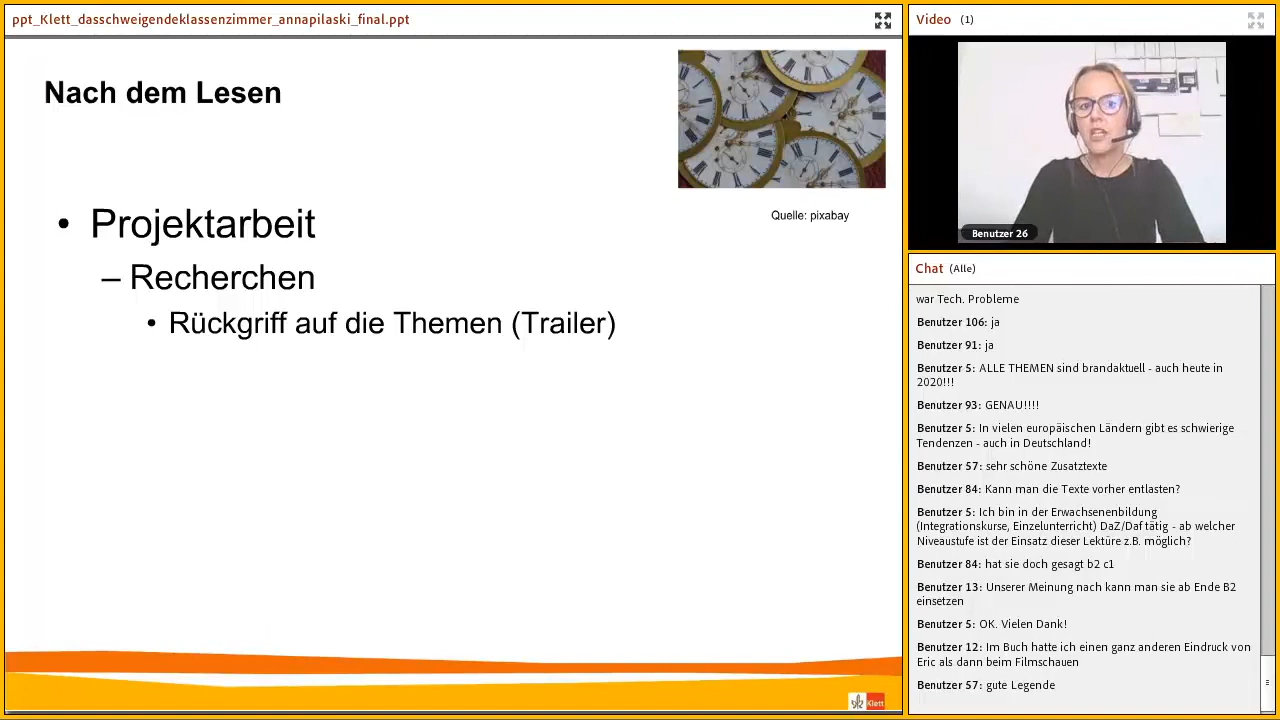 ppt_Klett_dasschweigendeklassenzimmer_annapilaski_final.ppt
Nach dem Lesen
Quelle: pixabay
• Projektarbeit
– Recherchen
• Rückgriff auf die Themen (Trailer)
Klett
Video (1)
Benutzer 26
Chat (Alle)
war Tech. Probleme
Benutzer 106: ja
Benutzer 91: ja
Benutzer 5: ALLE THEMEN sind brandaktuell - auch heute in
2020!!!
Benutzer 93: GENAU!!!!
Benutzer 5: In vielen europäischen Ländern gibt es schwierige
Tendenzen - auch in Deutschland!
Benutzer 57: sehr schöne Zusatztexte
Benutzer 84: Kann man die Texte vorher entlasten?
Benutzer 5: Ich bin in der Erwachsenenbildung
(Integrationskurse, Einzelunterricht) DaZ/Daf tätig - ab welcher
Niveaustufe ist der Einsatz dieser Lektüre z.B. möglich?
Benutzer 84: hat sie doch gesagt b2 c1
Benutzer 13: Unserer Meinung nach kann man sie ab Ende B2
einsetzen
Benutzer 5: OK. Vielen Dank!
Benutzer 12: Im Buch hatte ich einen ganz anderen Eindruck von
Eric als dann beim Filmschauen
Benutzer 57: gute Legende